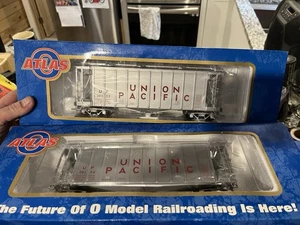 ATLAS
O
UNION
PACIFIC
ATLAS
O
UNION
PACIFIC
The Future Of O Model Railroading Is Here!